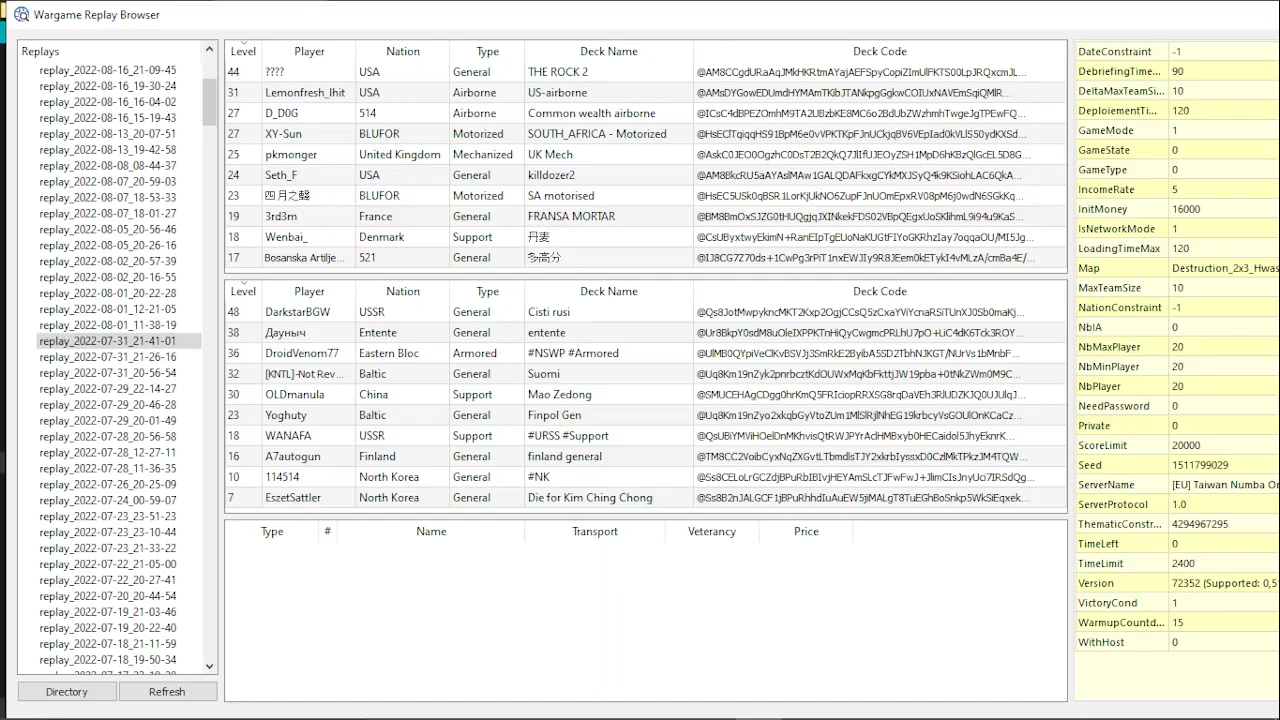 Wargame Replay Browser
Replays
replay_2022-08-16_21-09-45
replay_2022-08-16_19-30-24
replay_2022-08-16_16-04-02
replay_2022-08-16_15-19-43
replay_2022-08-13_20-07-51
replay_2022-08-13_19-42-58
replay_2022-08-08_08-44-37
replay_2022-08-07_20-59-03
replay_2022-08-07_18-53-33
replay_2022-08-07_18-01-27
replay_2022-08-05_20-56-46
replay_2022-08-05_20-26-16
replay_2022-08-02_20-57-39
replay_2022-08-02_20-16-55
replay_2022-08-01_20-22-28
replay_2022-08-01_12-21-05
replay_2022-08-01_11-38-19
replay_2022-07-31_21-41-01
replay_2022-07-31_21-26-16
replay_2022-07-31_20-56-54
replay_2022-07-29_22-14-27
replay_2022-07-29_20-46-28
replay_2022-07-29_20-01-49
replay_2022-07-28_20-56-58
replay_2022-07-28_12-27-11
replay_2022-07-28_11-36-35
replay_2022-07-26_20-25-09
replay_2022-07-24_00-59-07
replay_2022-07-23_23-51-23
replay_2022-07-23_23-10-44
replay_2022-07-23_21-33-22
replay_2022-07-22_21-05-00
replay_2022-07-22_20-27-41
replay_2022-07-20_20-44-54
replay_2022-07-19_21-03-46
replay_2022-07-19_20-22-40
replay_2022-07-18_21-11-59
replay_2022-07-18_19-50-34
Directory Refresh
Level Player Nation Type Deck Name Deck Code
44 ???? USA General THE ROCK 2
31 Lemonfresh_lhit USA Airborne US-airborne
27 D_D0G 514 Airborne Common wealth airborne
27 XY-Sun BLUFOR Motorized SOUTH_AFRICA - Motorized
25 pkmonger United Kingdom Mechanized UK Mech
24 Seth_F USA General killdozer2
23 四月之聲 BLUFOR Motorized SA motorised
19 3rd3m France General FRANSA MORTAR
18 Wenbai_ Denmark Support 丹麦
17 Bosanska Artilje... 521 General 多高分
Level Player Nation Type Deck Name Deck Code
48 DarkstarBGW USSR General Cisti rusi
38 Дауныч Entente General entente
36 DroidVenom77 Eastern Bloc Armored #NSWP #Armored
32 [KNTL]-Not Rev... Baltic General Suomi
30 OLDmanula China Support Mao Zedong
23 Yoghuty Baltic General Finpol Gen
18 WANAFA USSR Support #URSS #Support
16 A7autogun Finland General finland general
10 114514 North Korea General #NK
7 EszetSattler North Korea General Die for Kim Ching Chong
Type # Name Transport Veterancy Price
DateConstraint -1
DebriefingTime... 90
DeltaMaxTeamSi... 10
DeploiementTi... 120
GameMode 1
GameState 0
GameType 0
IncomeRate 5
InitMoney 16000
IsNetworkMode 1
LoadingTimeMax 120
Map Destruction_2x3_Hwas
MaxTeamSize 10
NationConstraint -1
NbIA 0
NbMaxPlayer 20
NbMinPlayer 20
NbPlayer 20
NeedPassword 0
Private 0
ScoreLimit 20000
Seed 1511799029
ServerName [EU] Taiwan Numba On
ServerProtocol 1.0
ThematicConstr... 4294967295
TimeLeft 0
TimeLimit 2400
Version 72352 (Supported: 0,5
VictoryCond 1
WarmupCountd... 15
WithHost 0